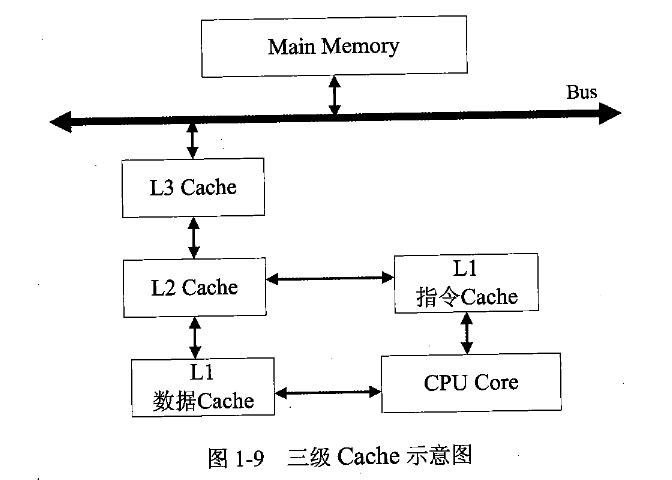 Main Memory
Bus
L3 Cache
L2 Cache
L1
指令Cache
L1
数据Cache
CPU Core
图 1-9 三级 Cache 示意图